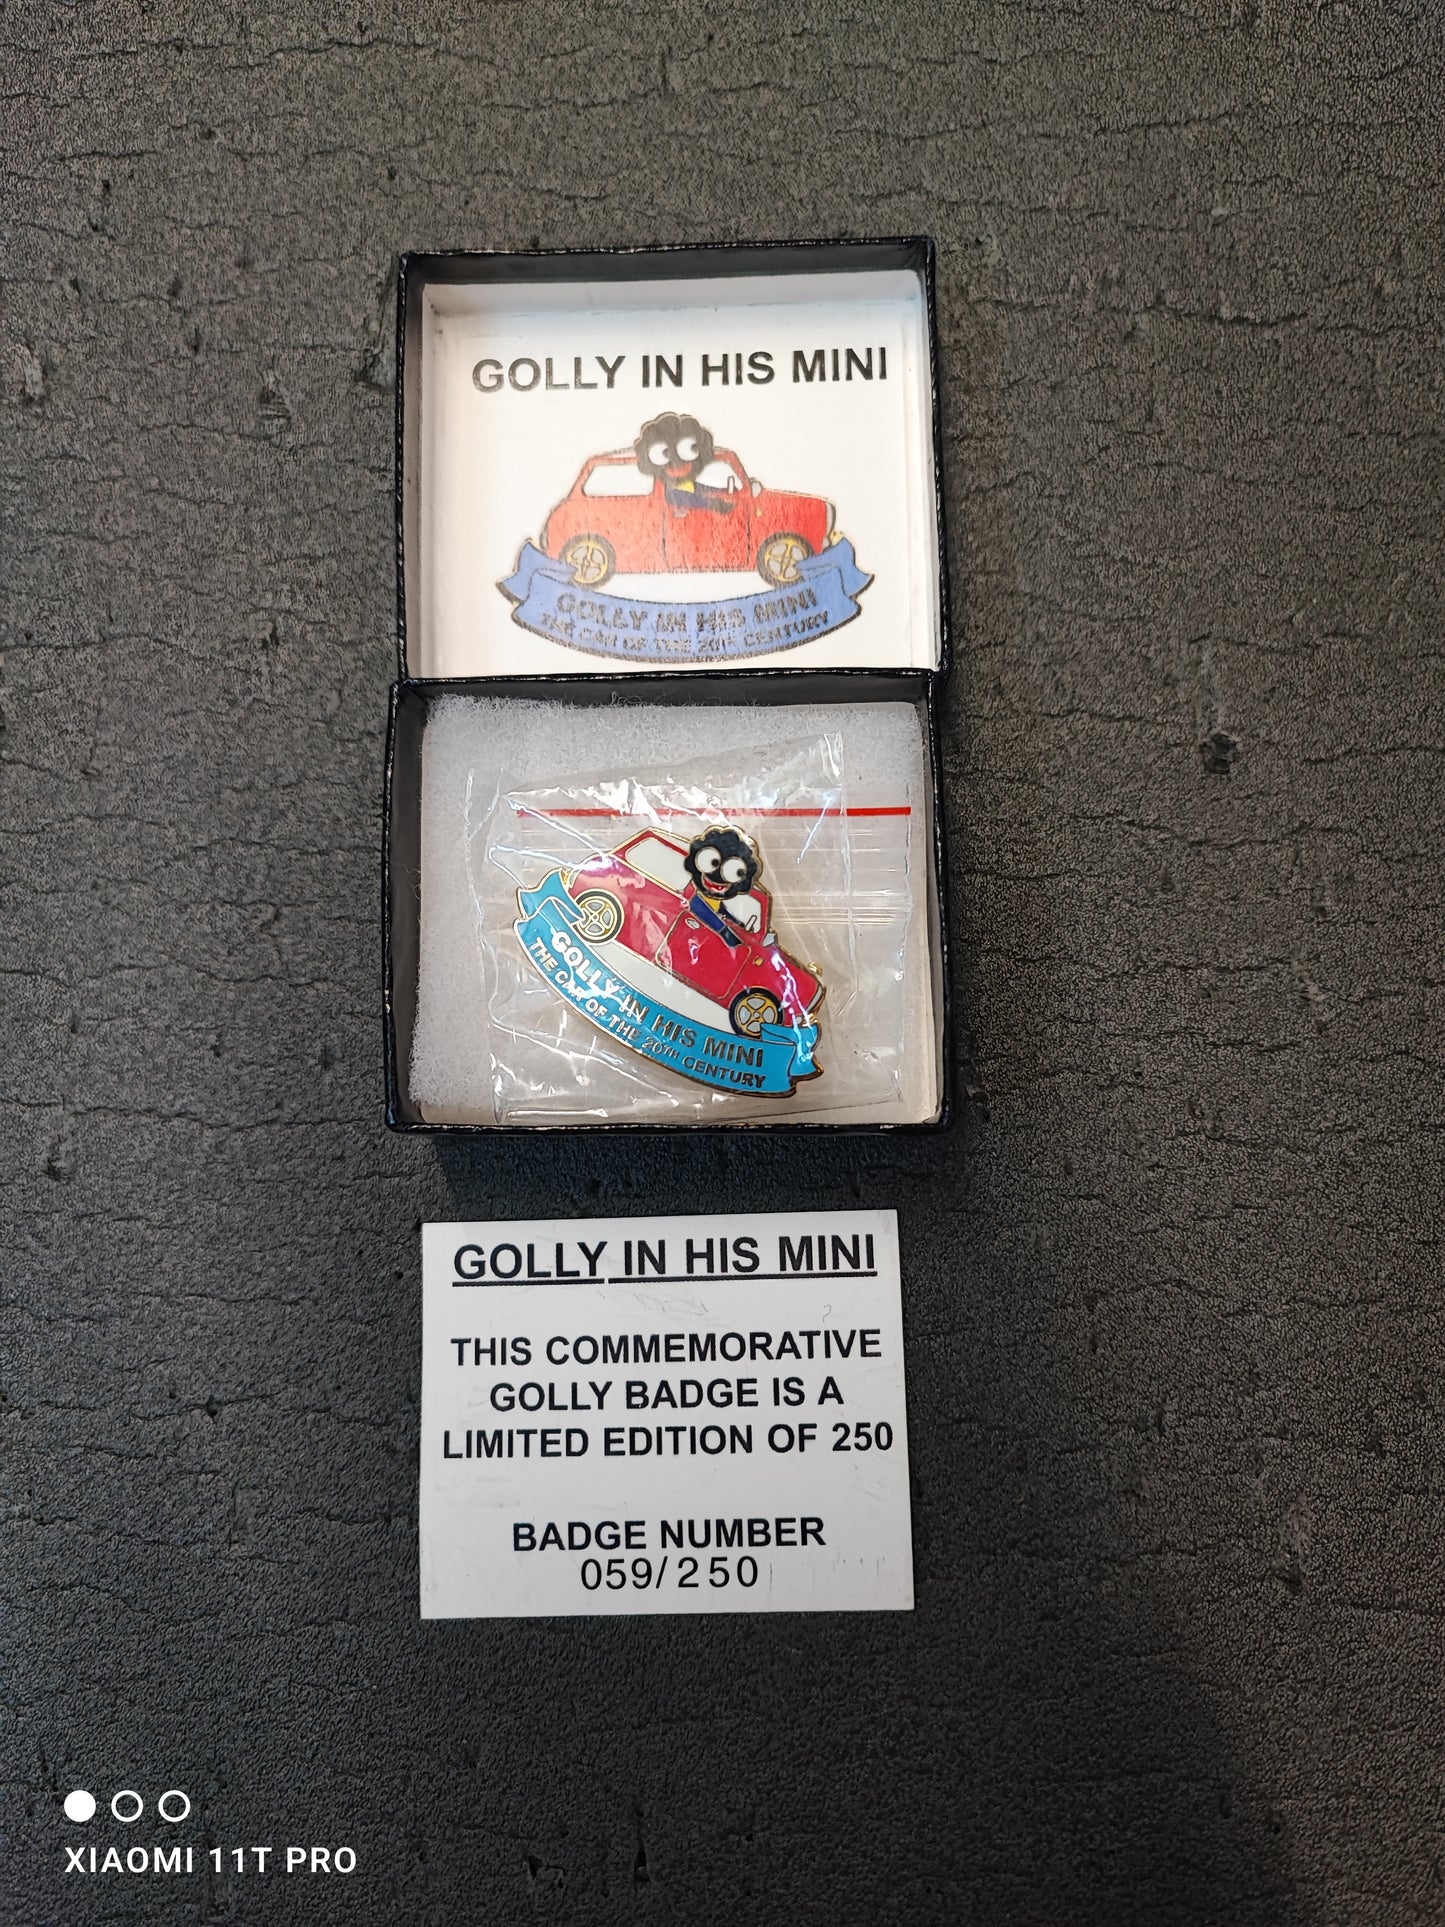 GOLLY IN HIS MINI
GOLLY IN HIS MINI
THE CAR OF THE 20TH CENTURY
GOLLY IN HIS MINI
THE CAR OF THE 20TH CENTURY
GOLLY IN HIS MINI
THIS COMMEMORATIVE
GOLLY BADGE IS A
LIMITED EDITION OF 250
BADGE NUMBER
059/250
XIAOMI 11T PRO